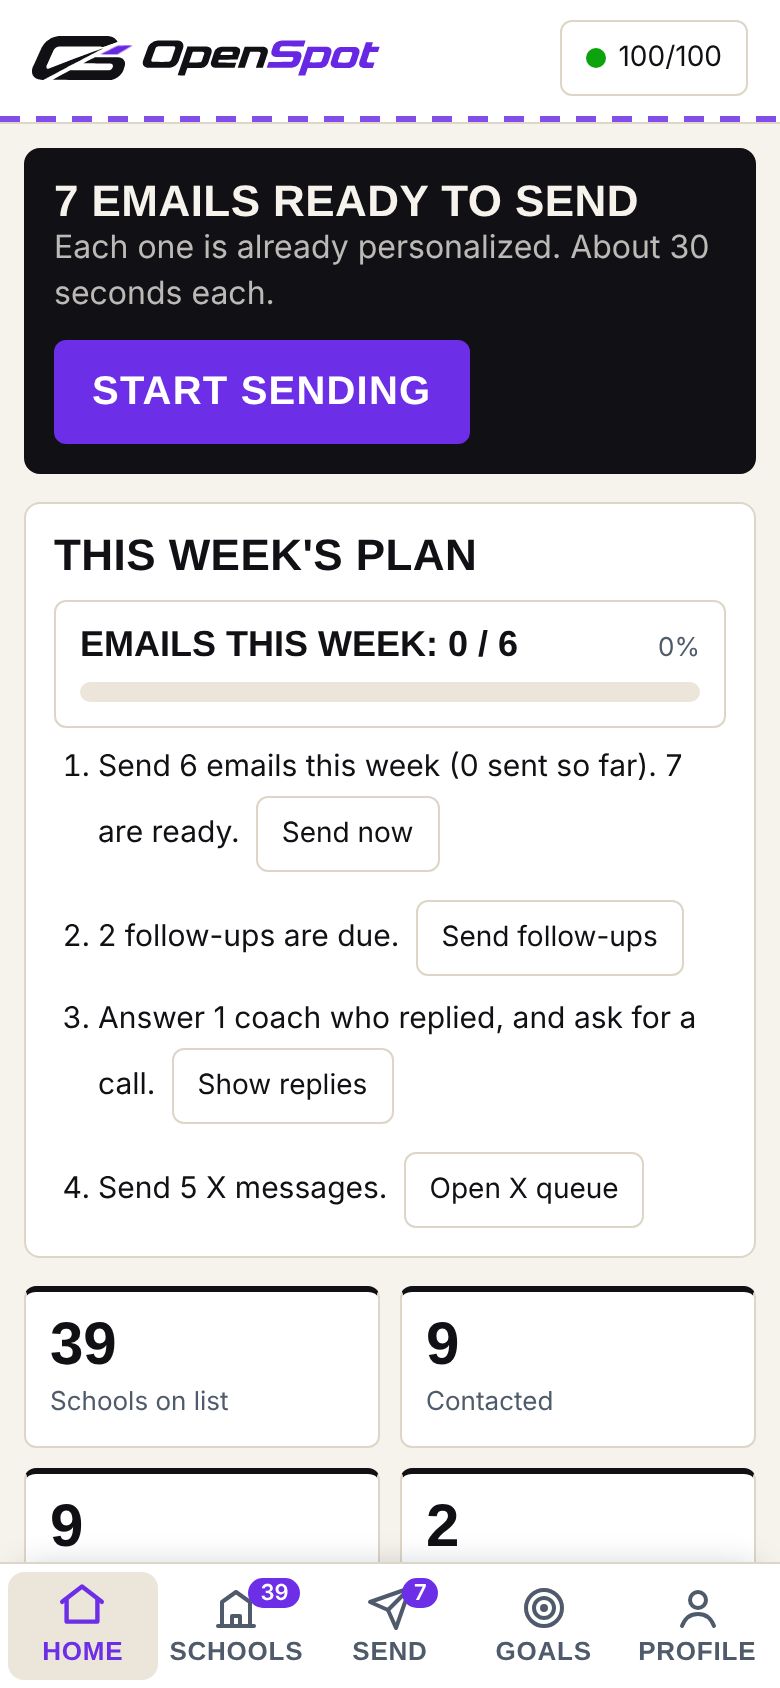 OpenSpot
100/100
7 EMAILS READY TO SEND
Each one is already personalized. About 30
seconds each.
START SENDING
THIS WEEK'S PLAN
EMAILS THIS WEEK: 0 / 6
0%
1. Send 6 emails this week (0 sent so far). 7
are ready. Send now
2. 2 follow-ups are due. Send follow-ups
3. Answer 1 coach who replied, and ask for a
call. Show replies
4. Send 5 X messages. Open X queue
39
Schools on list
9
Contacted
9
2
HOME
39
SCHOOLS
7
SEND
GOALS
PROFILE